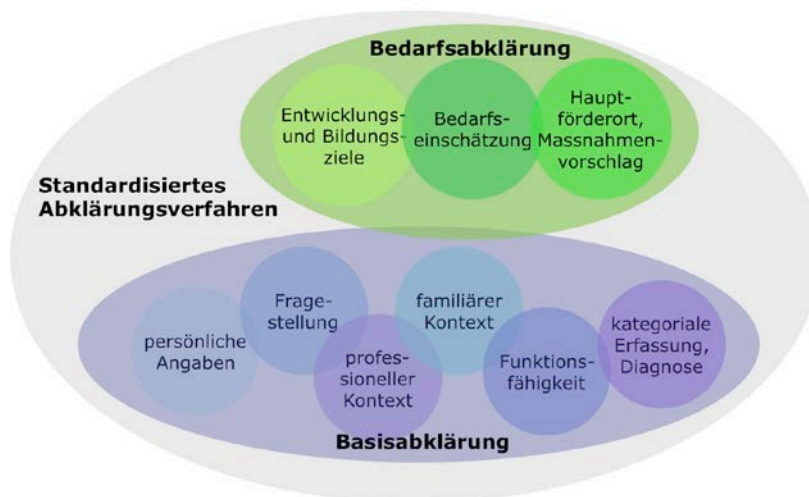 Bedarfsabklärung
Entwicklungs-
und Bildungs-
ziele
Bedarfs-
einschätzung
Haupt-
förderort,
Massnahmen-
vorschlag
Standardisiertes
Abklärungsverfahren
persönliche
Angaben
Frage-
stellung
profes-
sioneller
Kontext
familiärer
Kontext
Funktions-
fähigkeit
kategoriale
Erfassung,
Diagnose
Basisabklärung